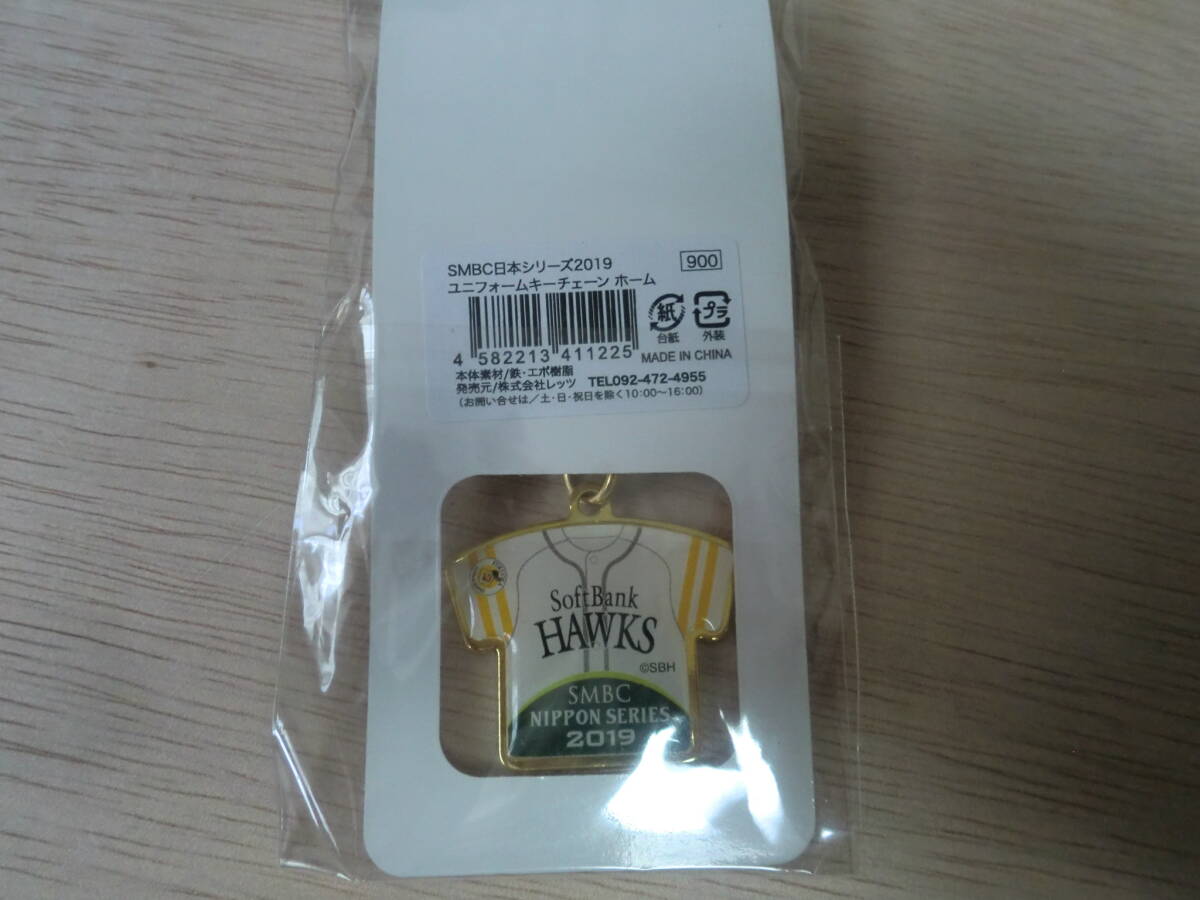 SMBC日本シリーズ2019
900
ユニフォームキーチェーン ホーム
紙
プラ
台紙
外装
4 582213 411225
MADE IN CHINA
本体素材/鉄・エポ樹脂
発売元/株式会社レッツ TEL092-472-4955
(お問い合せは/土・日・祝日を除く10:00~16:00)
SoftBank
HAWKS
©SBH
SMBC
NIPPON SERIES
2019